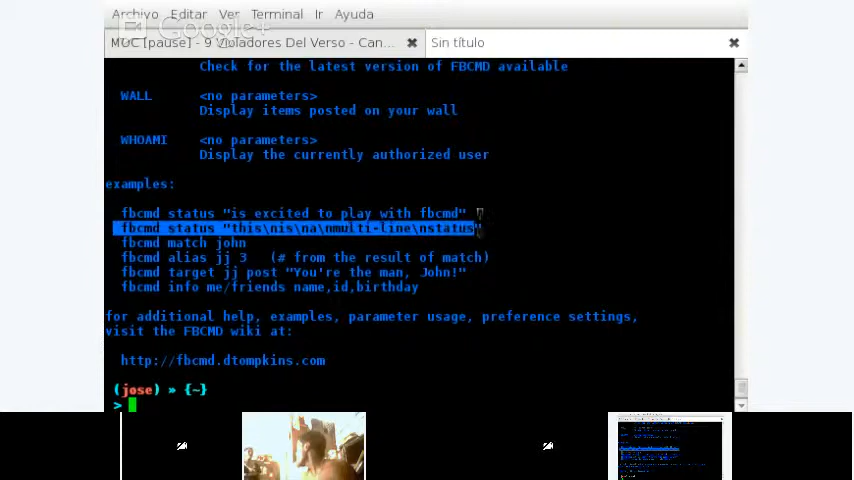 Archivo Editar Ver Terminal Ir Ayuda
Google+
MOC [pause] - 9 Violadores Del Verso - Can... Sin título
Check for the latest version of FBCMD available
WALL <no parameters>
Display items posted on your wall
WHOAMI <no parameters>
Display the currently authorized user
examples:
fbcmd status "is excited to play with fbcmd"
fbcmd status "this\nis\na\nmulti-line\nstatus"
fbcmd match john
fbcmd alias jj 3 (# from the result of match)
fbcmd target jj post "You're the man, John!"
fbcmd info me/friends name,id,birthday
for additional help, examples, parameter usage, preference settings,
visit the FBCMD wiki at:
http://fbcmd.dtompkins.com
(jose) » {~}
>